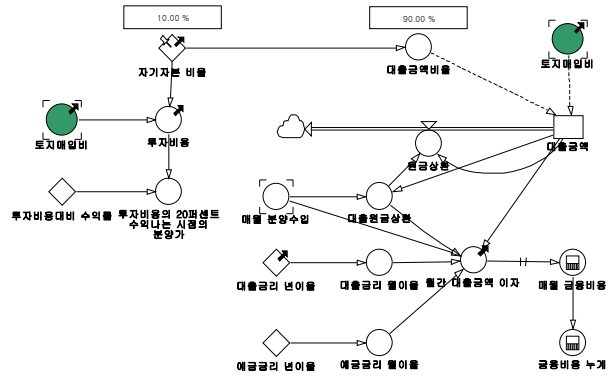 10.00 %
90.00 %
자기자본 비율
대출금액비율
토지매입비
토지매입비
투자비용
대출금액
원금상환
투자비용대비 수익률
투자비용의 20퍼센트
수익나는 시점의
분양가
매월 분양수입
대출원금상환
대출금리 년이율
대출금리 월이율
월간 대출금액 이자
매월 금융비용
예금금리 년이율
예금금리 월이율
금융비용 누계